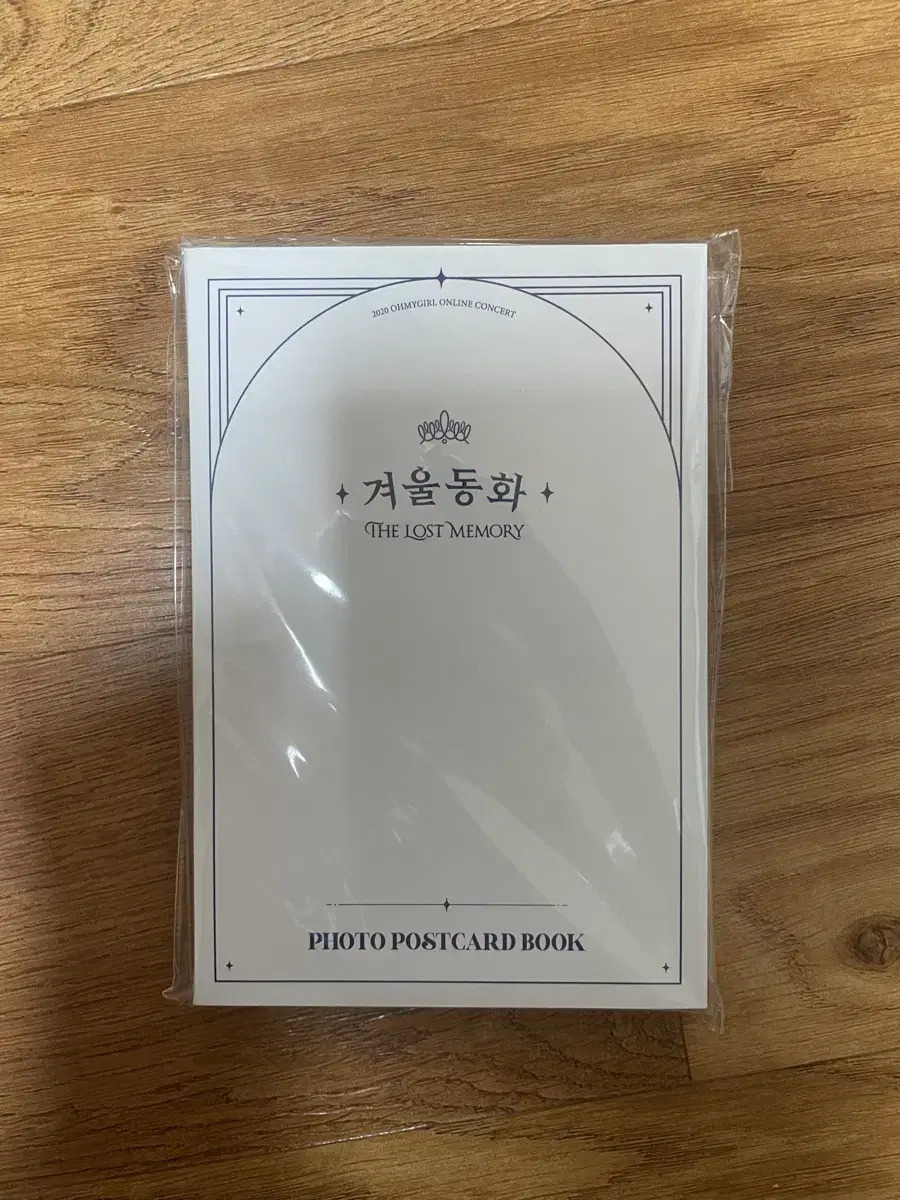 2020 OHMYGIRL ONLINE CONCERT
겨울동화
THE LOST MEMORY
PHOTO POSTCARD BOOK